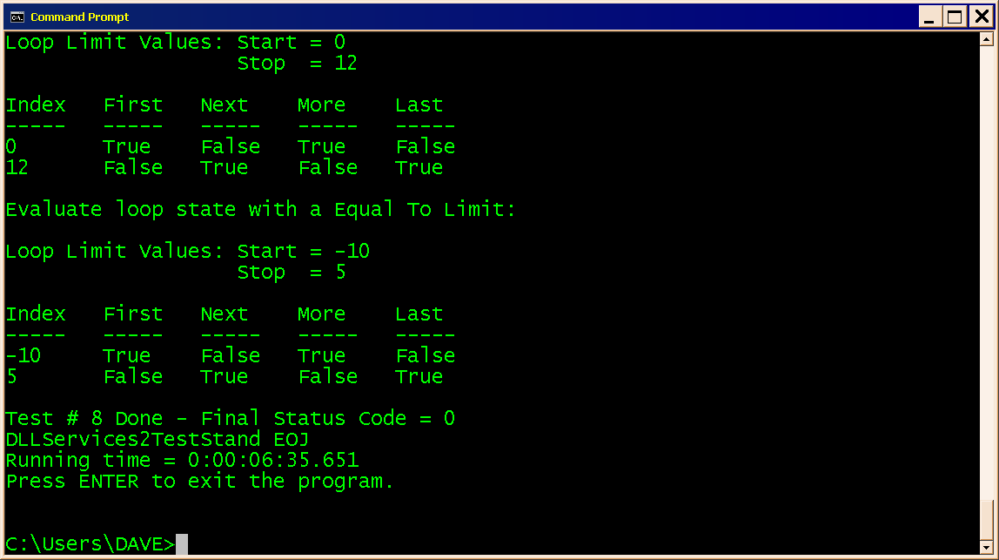 Command Prompt
Loop Limit Values: Start = 0
Stop = 12
Index First Next More Last
----- ----- ----- ----- -----
0 True False True False
12 False True False True
Evaluate loop state with a Equal To Limit:
Loop Limit Values: Start = -10
Stop = 5
Index First Next More Last
----- ----- ----- ----- -----
-10 True False True False
5 False True False True
Test # 8 Done - Final Status Code = 0
DLLServices2TestStand EOJ
Running time = 0:00:06:35.651
Press ENTER to exit the program.
C:\Users\DAVE>